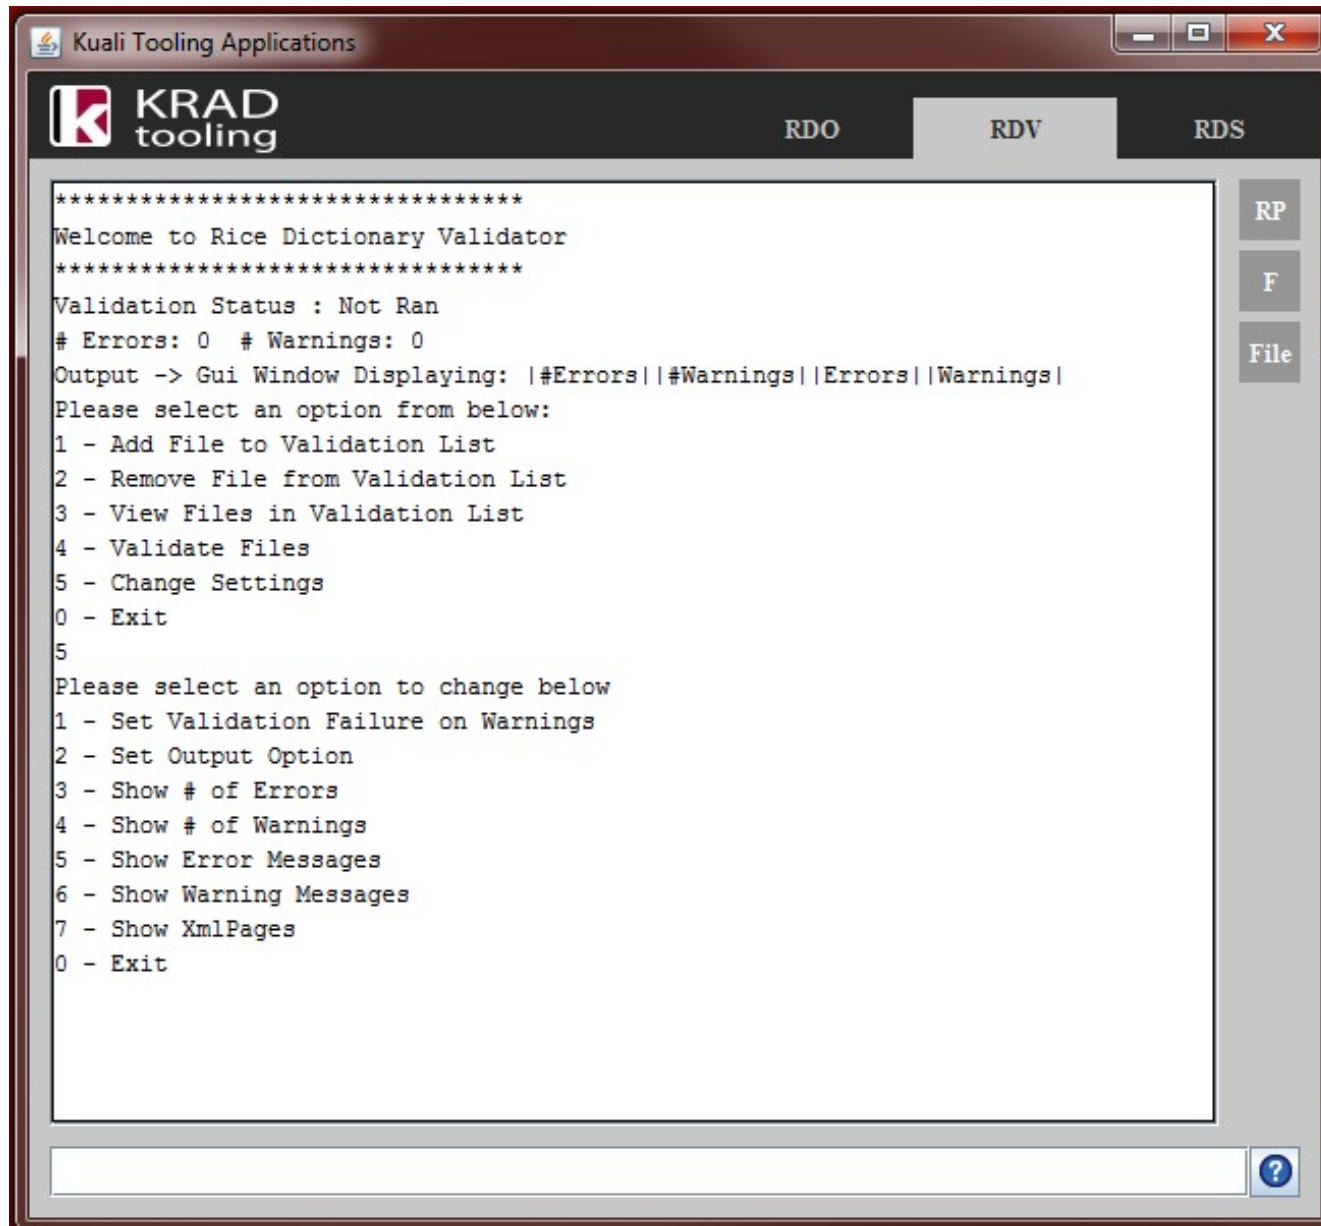 Kuali Tooling Applications
KRAD
tooling
RDO
RDV
RDS
*********************************
Welcome to Rice Dictionary Validator
*********************************
Validation Status : Not Ran
# Errors: 0  # Warnings: 0
Output -> Gui Window Displaying: |#Errors||#Warnings||Errors||Warnings|
Please select an option from below:
1 - Add File to Validation List
2 - Remove File from Validation List
3 - View Files in Validation List
4 - Validate Files
5 - Change Settings
0 - Exit
5
Please select an option to change below
1 - Set Validation Failure on Warnings
2 - Set Output Option
3 - Show # of Errors
4 - Show # of Warnings
5 - Show Error Messages
6 - Show Warning Messages
7 - Show XmlPages
0 - Exit
RP
F
File